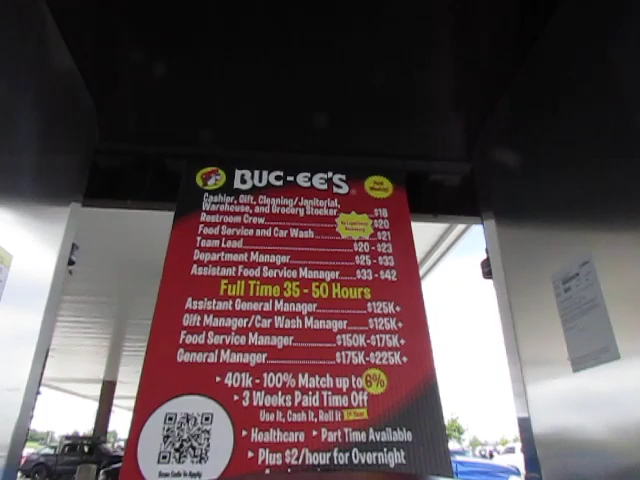 BUC-EE'S
Cashier, Gift, Cleaning/Janitorial,
Warehouse, and Grocery Stocker......$18
Restroom Crew......$20
Food Service and Car Wash......$21
Team Lead......$20 - $23
Department Manager......$25 - $33
Assistant Food Service Manager......$33 - $42
Full Time 35 - 50 Hours
Assistant General Manager......$125K+
Gift Manager/Car Wash Manager......$125K+
Food Service Manager......$150K-$175K+
General Manager......$175K-$225K+
‣ 401k - 100% Match up to 6%
‣ 3 Weeks Paid Time Off
Use It, Cash It, Roll It
‣ Healthcare ‣ Part Time Available
‣ Plus $2/hour for Overnight
Scan Code To Apply